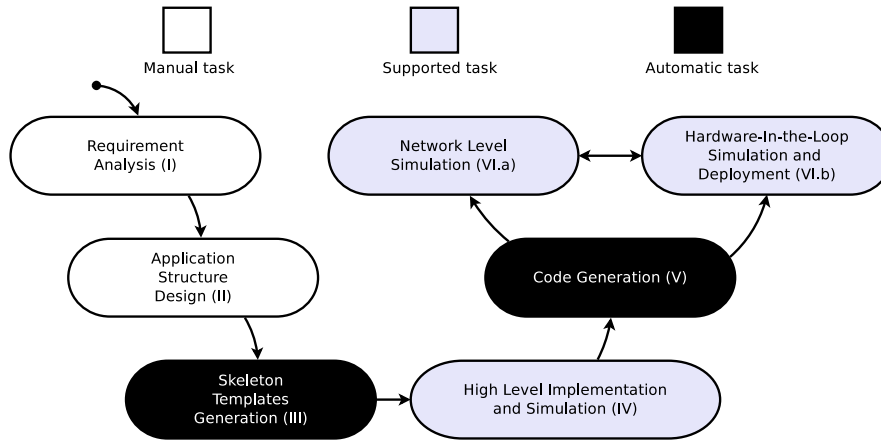 Manual task
Supported task
Automatic task
Requirement
Analysis (I)
Network Level
Simulation (VI.a)
Hardware-In-the-Loop
Simulation and
Deployment (VI.b)
Application
Structure
Design (II)
Code Generation (V)
Skeleton
Templates
Generation (III)
High Level Implementation
and Simulation (IV)